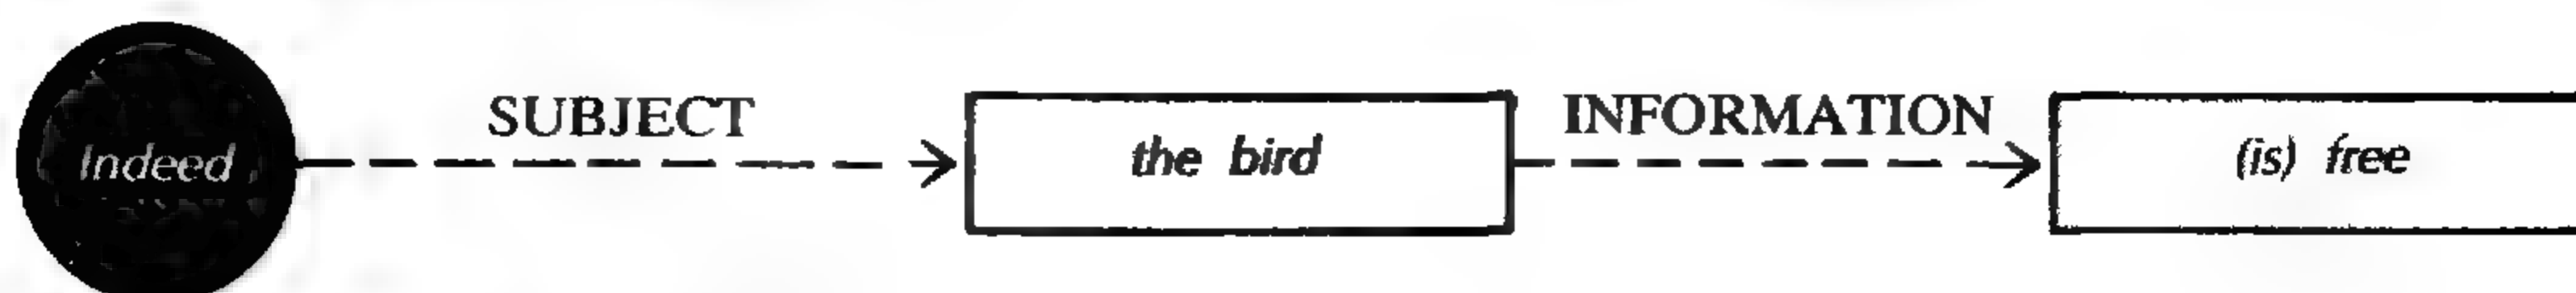 Indeed SUBJECT the bird INFORMATION (is) free